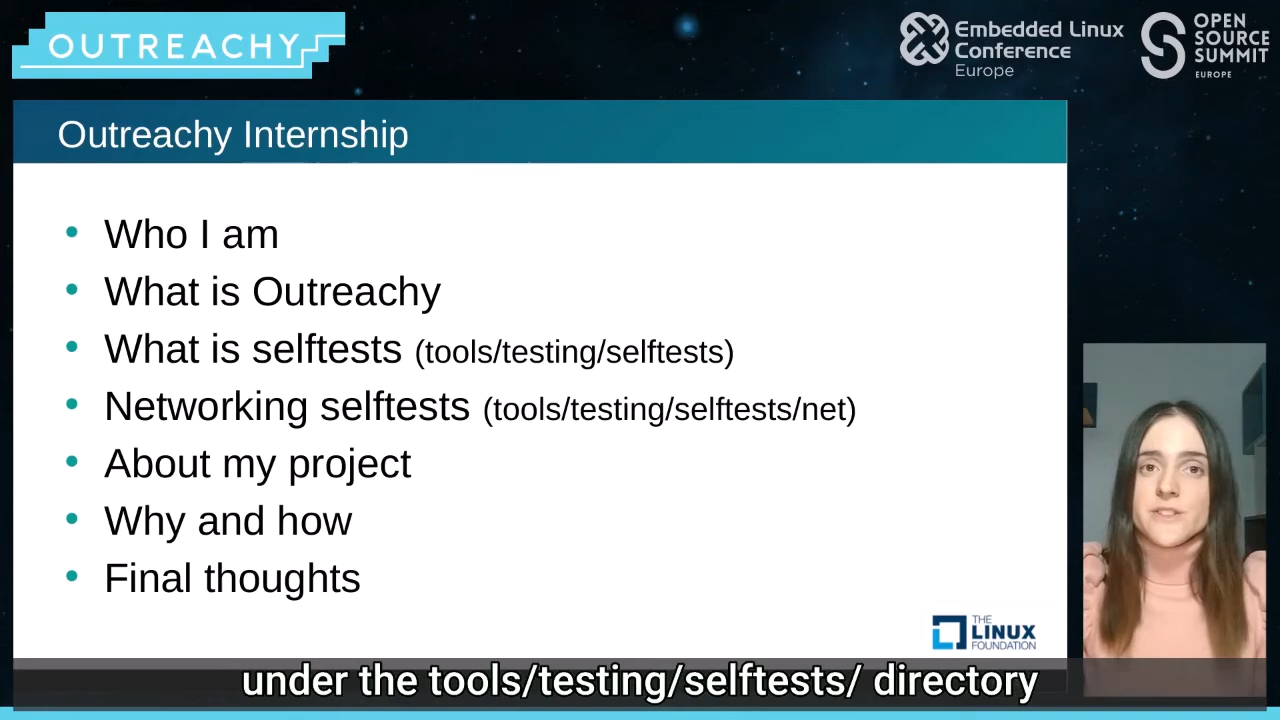 OUTREACHY
Embedded Linux
Conference
Europe
OPEN
SOURCE
SUMMIT
EUROPE
Outreachy Internship
• Who I am
• What is Outreachy
• What is selftests (tools/testing/selftests)
• Networking selftests (tools/testing/selftests/net)
• About my project
• Why and how
• Final thoughts
THE
LINUX
FOUNDATION
under the tools/testing/selftests/ directory